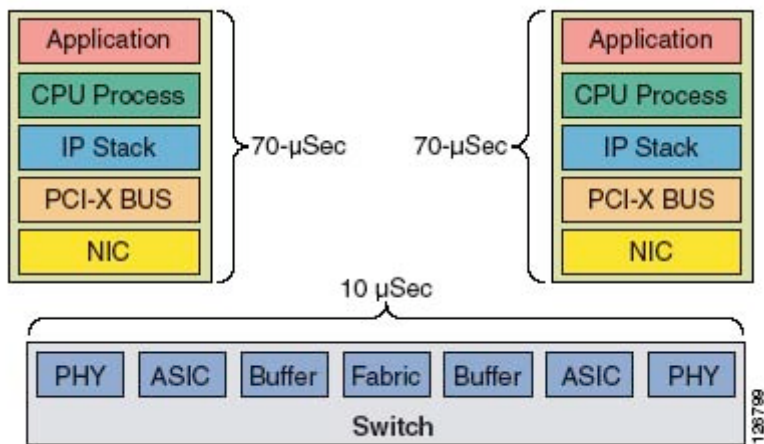 Application
CPU Process
IP Stack
PCI-X BUS
NIC
70-µSec
70-µSec
Application
CPU Process
IP Stack
PCI-X BUS
NIC
10 µSec
PHY
ASIC
Buffer
Fabric
Buffer
ASIC
PHY
Switch
126799